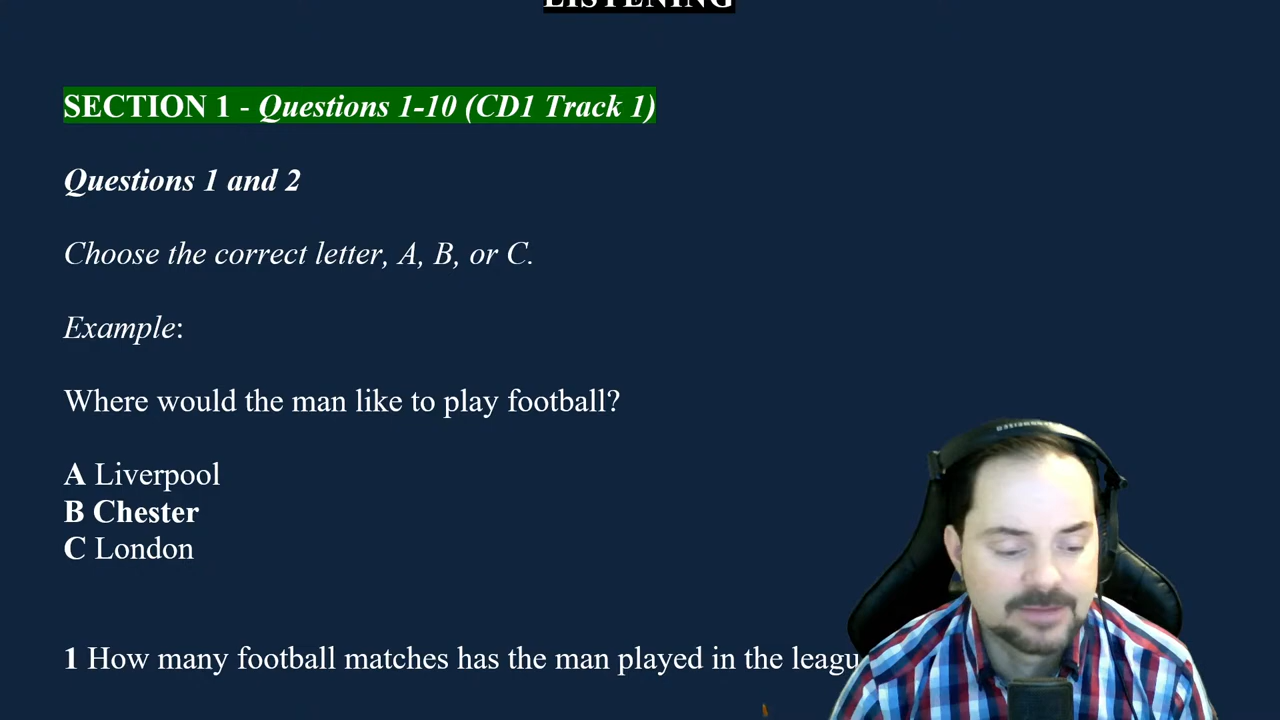 LISTENING
SECTION 1 - Questions 1-10 (CD1 Track 1)
Questions 1 and 2
Choose the correct letter, A, B, or C.
Example:
Where would the man like to play football?
A Liverpool
B Chester
C London
1 How many football matches has the man played in the leagu